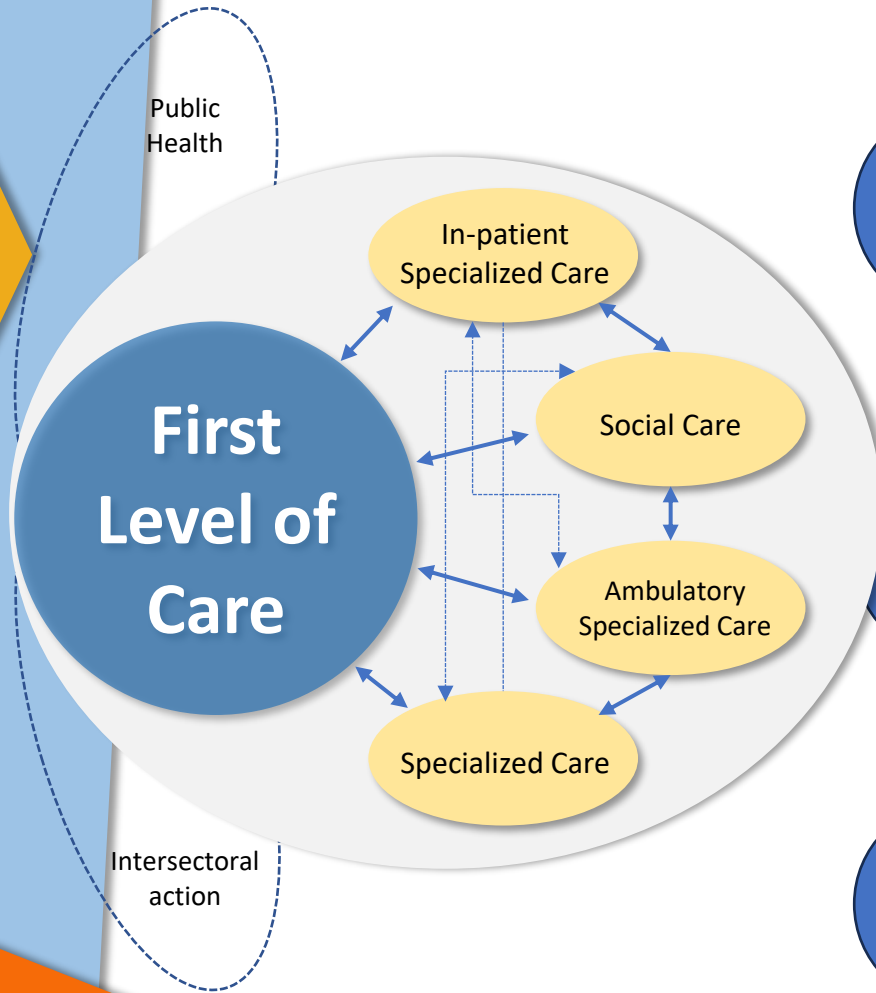 Public
Health
In-patient
Specialized Care
First
Level of
Care
Social Care
Ambulatory
Specialized Care
Specialized Care
Intersectoral
action